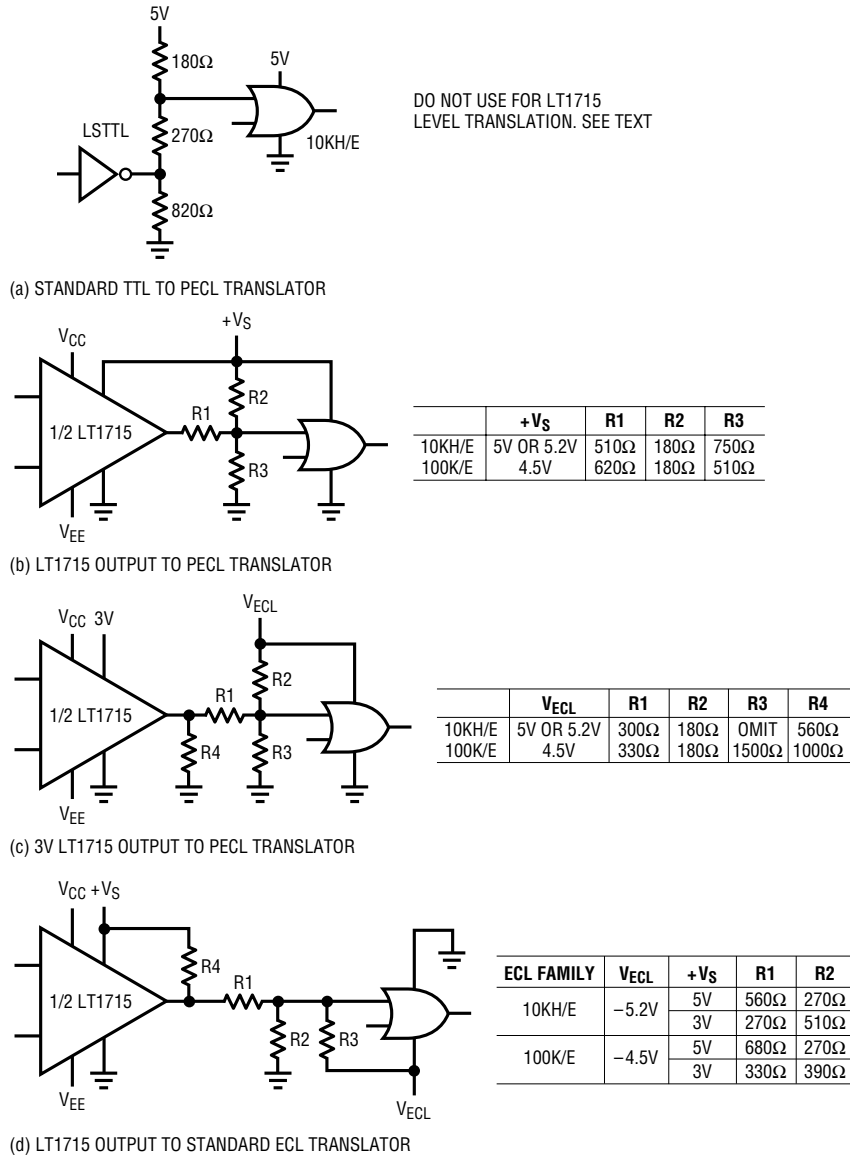 5V
180Ω
5V
DO NOT USE FOR LT1715
LEVEL TRANSLATION. SEE TEXT
LSTTL
270Ω
10KH/E
820Ω
(a) STANDARD TTL TO PECL TRANSLATOR
+VS
VCC
R2
R1
1/2 LT1715
R3
VEE
+VS R1 R2 R3
10KH/E 5V OR 5.2V 510Ω 180Ω 750Ω
100K/E 4.5V 620Ω 180Ω 510Ω
(b) LT1715 OUTPUT TO PECL TRANSLATOR
VECL
VCC 3V
R2
R1
1/2 LT1715
R4
R3
VEE
VECL R1 R2 R3 R4
10KH/E 5V OR 5.2V 300Ω 180Ω OMIT 560Ω
100K/E 4.5V 330Ω 180Ω 1500Ω 1000Ω
(c) 3V LT1715 OUTPUT TO PECL TRANSLATOR
VCC +VS
R4
R1
1/2 LT1715
R2
R3
VEE
VECL
ECL FAMILY VECL +VS R1 R2
10KH/E −5.2V 5V 560Ω 270Ω
3V 270Ω 510Ω
100K/E −4.5V 5V 680Ω 270Ω
3V 330Ω 390Ω
(d) LT1715 OUTPUT TO STANDARD ECL TRANSLATOR